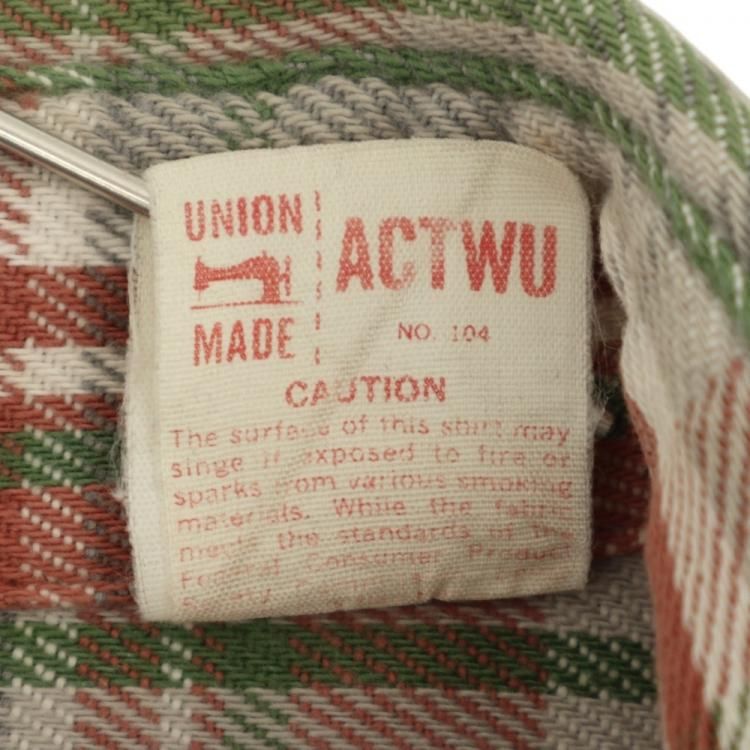 UNION
MADE
ACTWU
NO. 104
CAUTION
The surface of this shirt may
singe if exposed to fire or
sparks from various smoking
materials. While the fabric
meets the standards of the
Federal Consumer Product